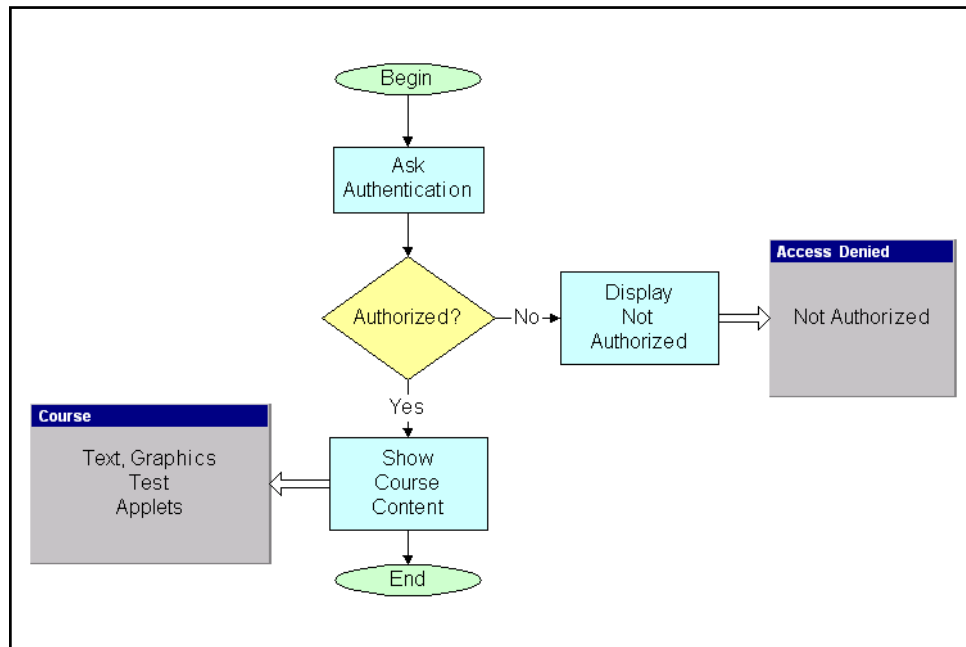 Begin
Ask
Authentication
Authorized?
No
Display
Not
Authorized
Access Denied
Not Authorized
Yes
Course
Text, Graphics
Test
Applets
Show
Course
Content
End